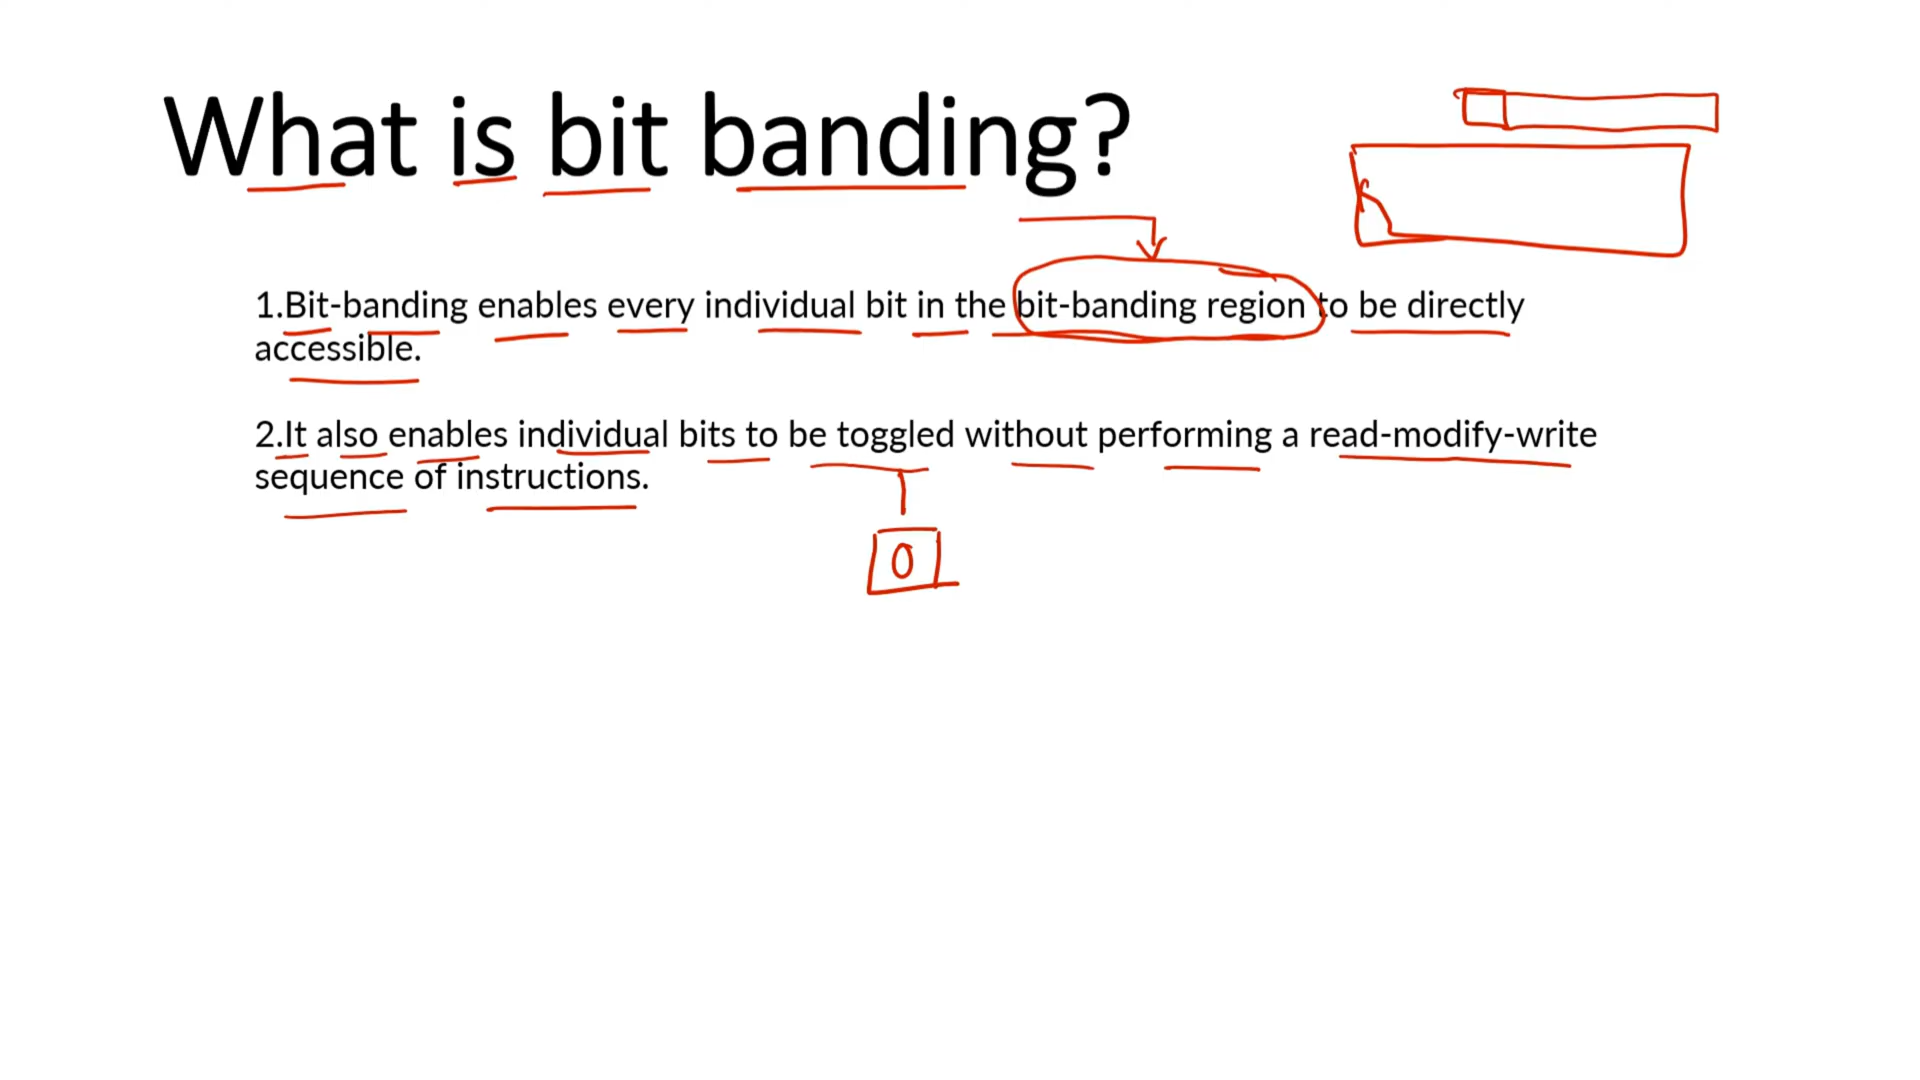 What is bit banding?
1.Bit-banding enables every individual bit in the bit-banding region to be directly
accessible.
2.It also enables individual bits to be toggled without performing a read-modify-write
sequence of instructions.
0